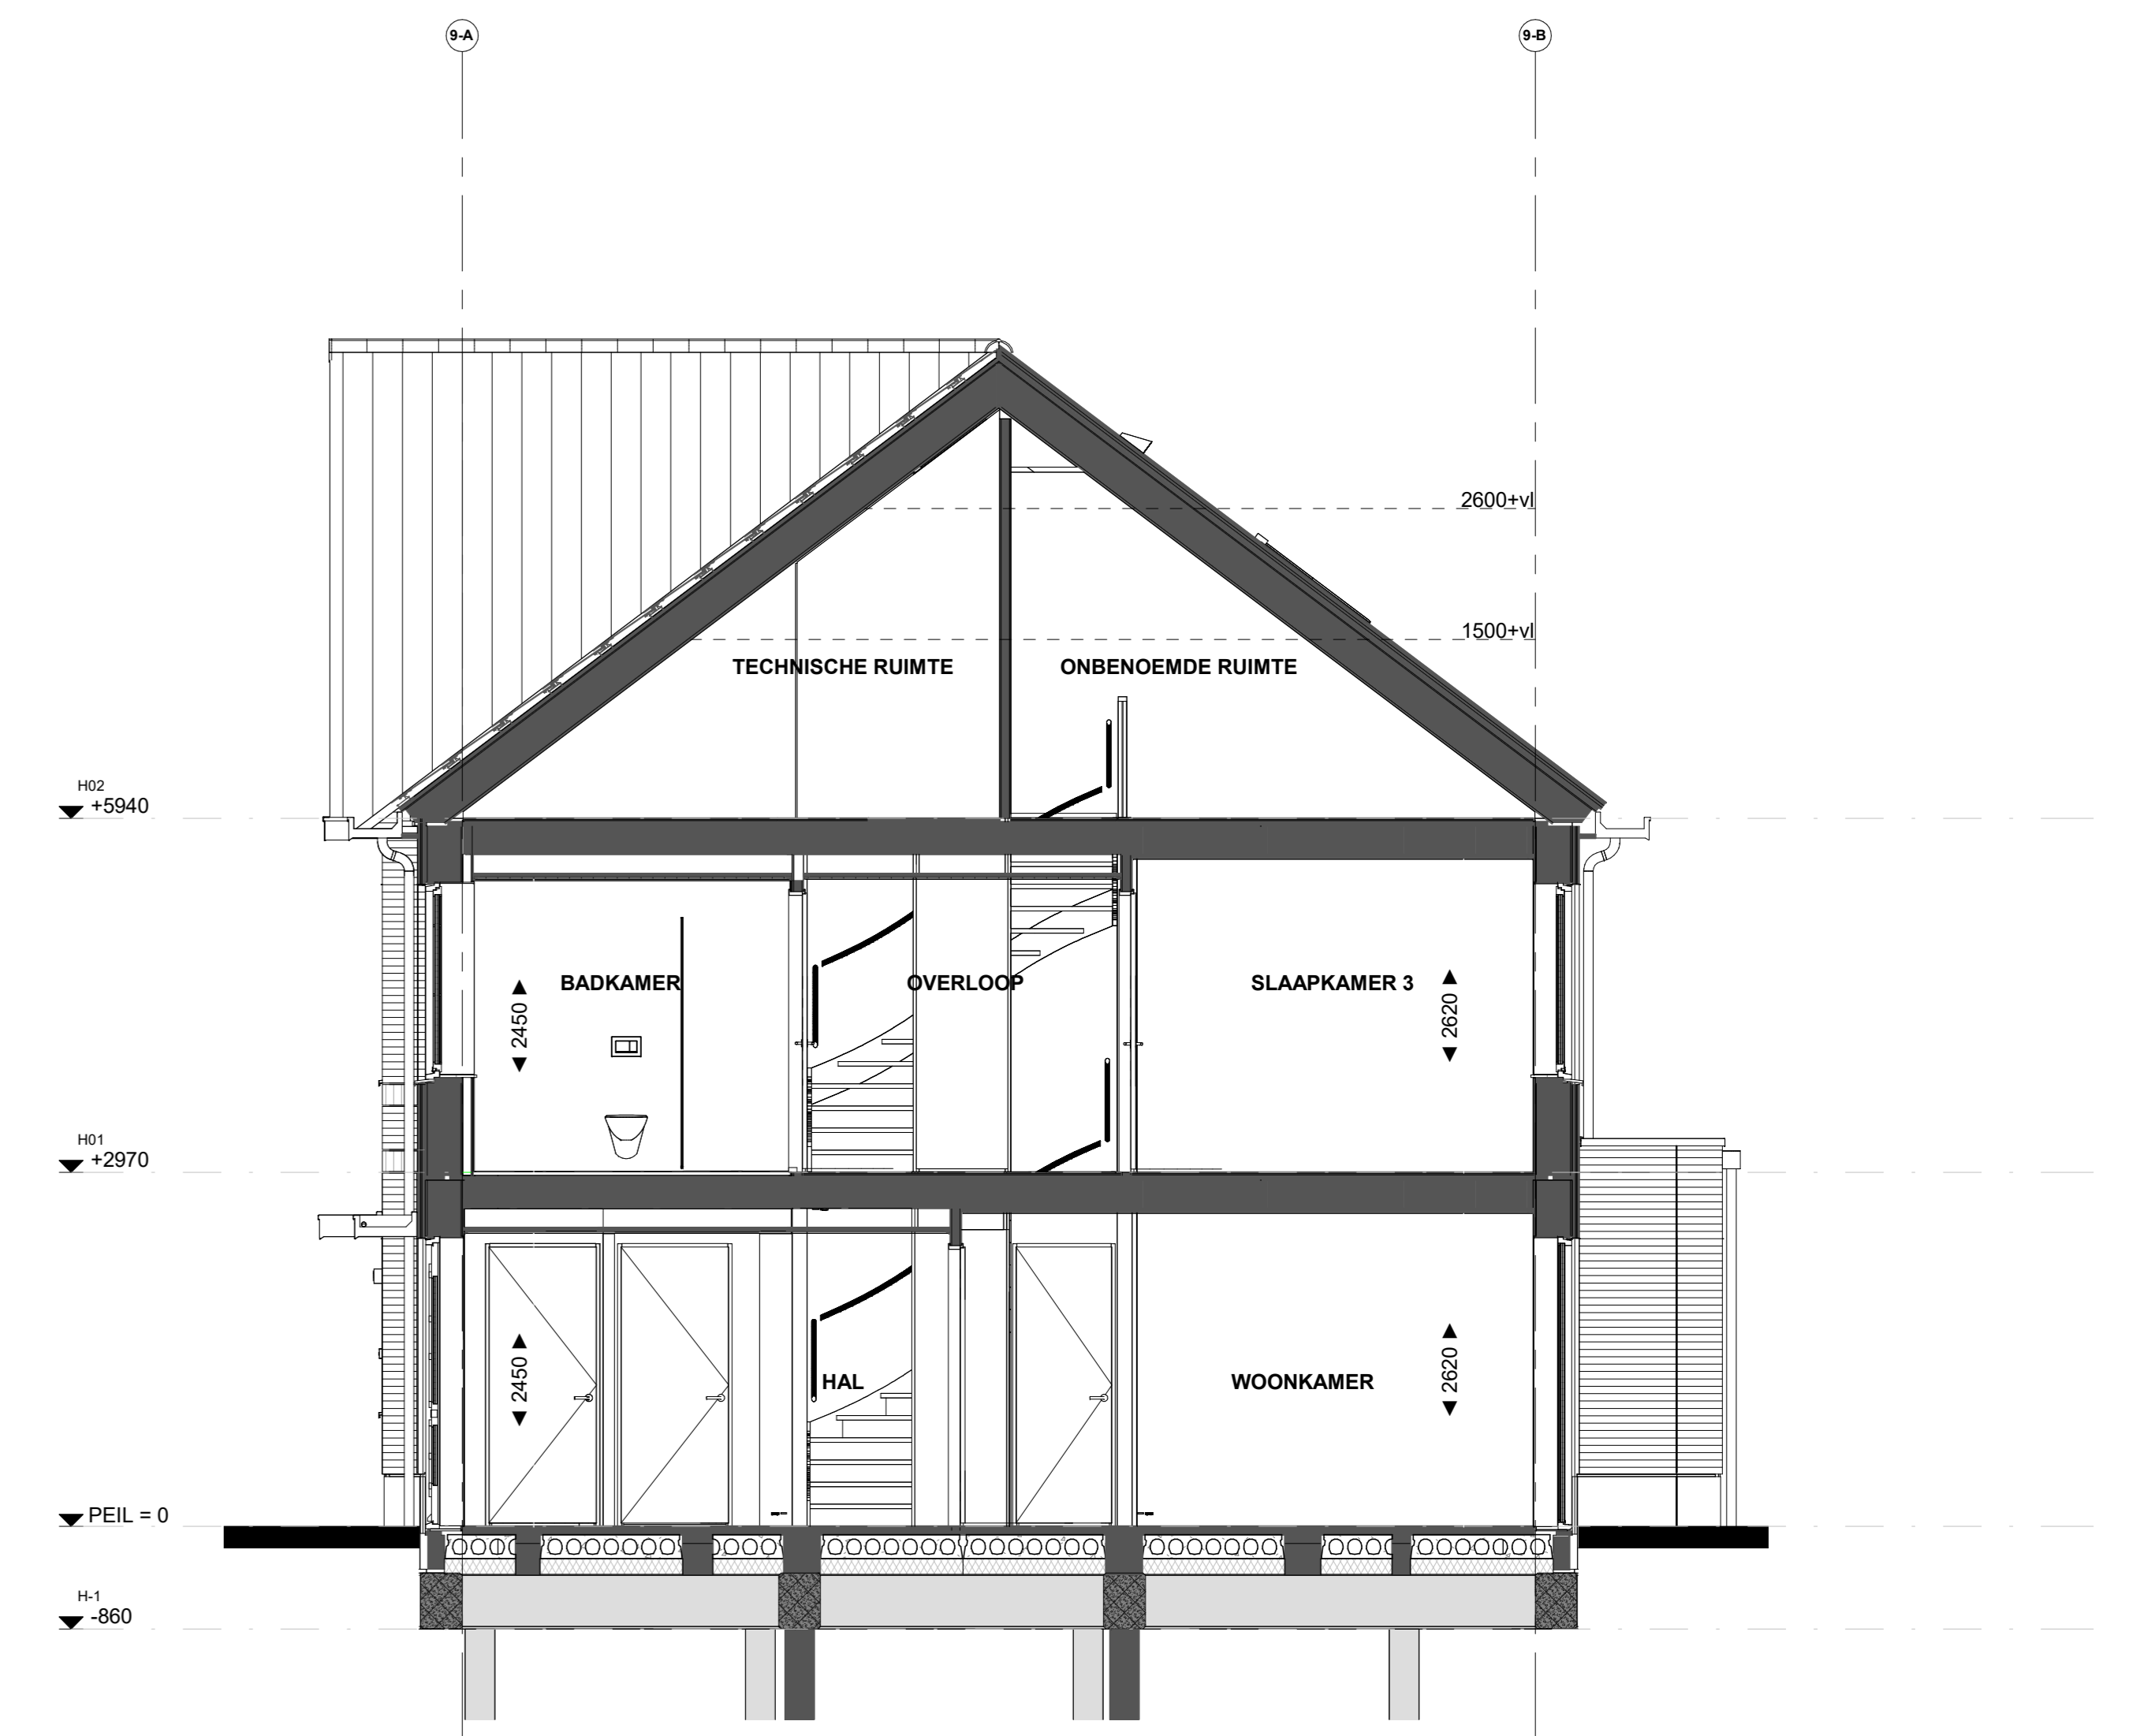 9-A
9-B
2600+vl
1500+vl
TECHNISCHE RUIMTE
ONBENOEMDE RUIMTE
H02
+5940
BADKAMER
OVERLOOP
SLAAPKAMER 3
2450
2620
H01
+2970
HAL
WOONKAMER
2450
2620
PEIL = 0
H-1
-860